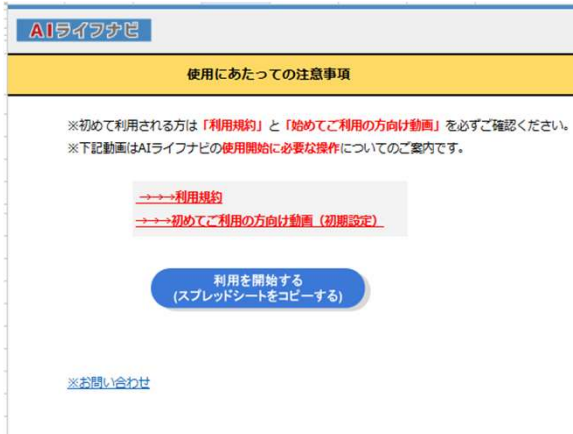 AIライフナビ
使用にあたっての注意事項
※初めて利用される方は「利用規約」と「始めてご利用の方向け動画」を必ずご確認ください。
※下記動画はAIライフナビの使用開始に必要な操作についてのご案内です。
→→→利用規約
→→→初めてご利用の方向け動画（初期設定）
利用を開始する
(スプレッドシートをコピーする)
※お問い合わせ